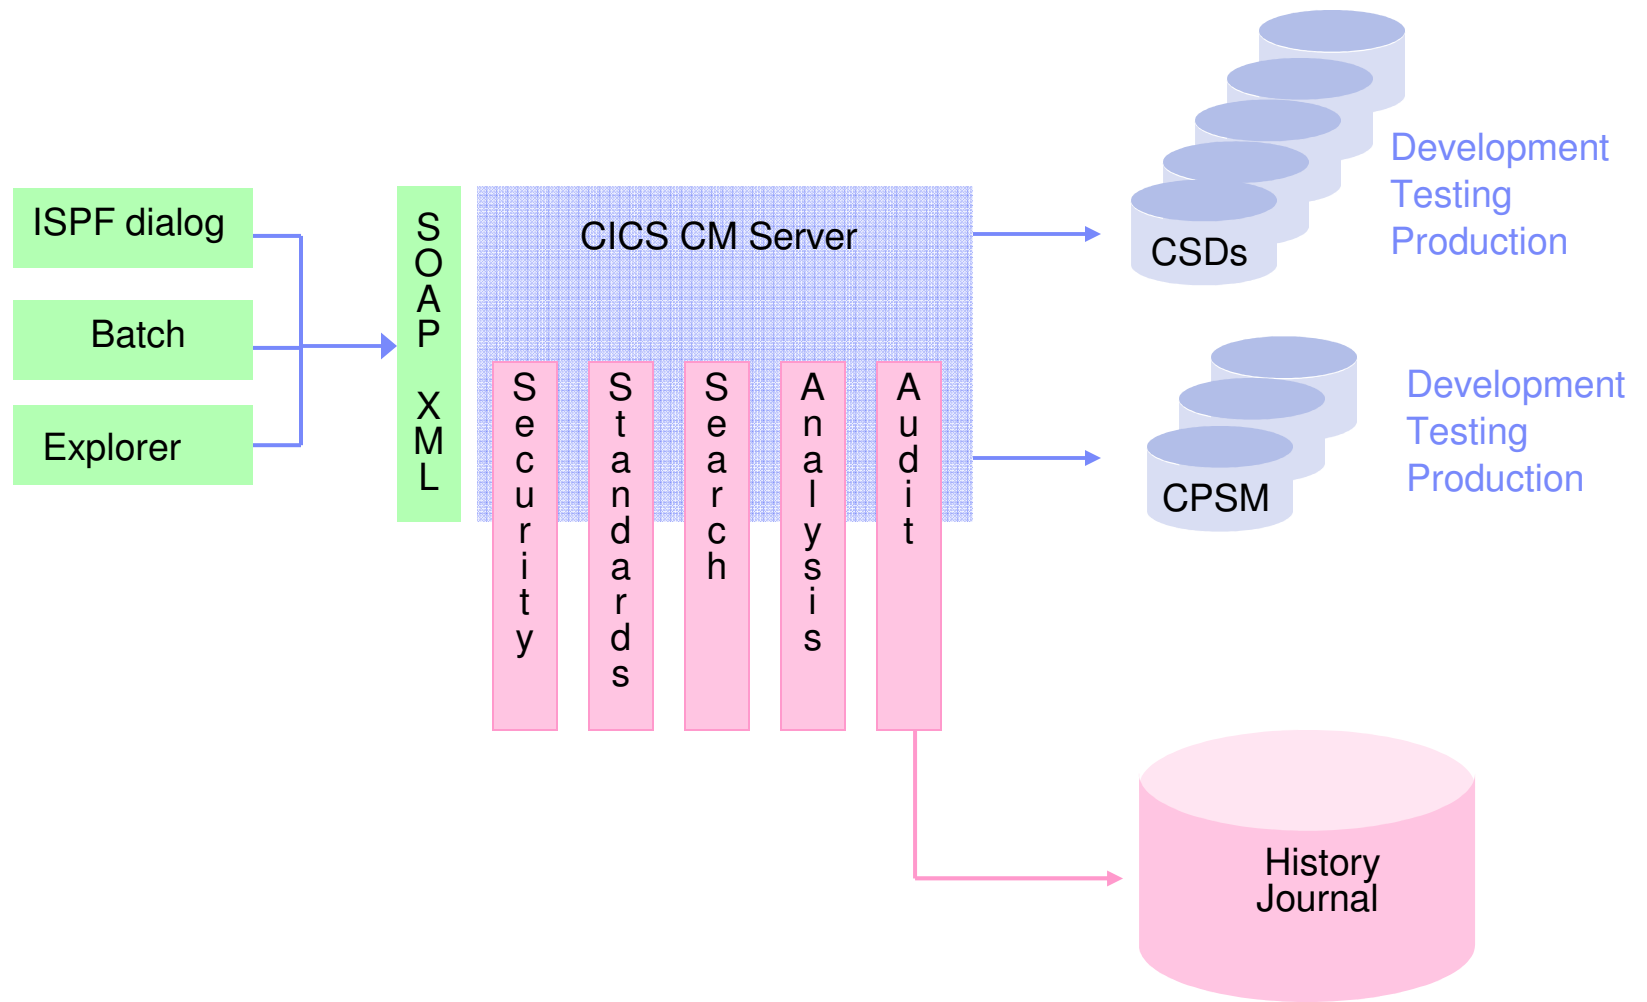 ISPF dialog
Batch
Explorer
SOAP XML
CICS CM Server
Security
Standards
Search
Analysis
Audit
CSDs
Development
Testing
Production
CPSM
Development
Testing
Production
History
Journal